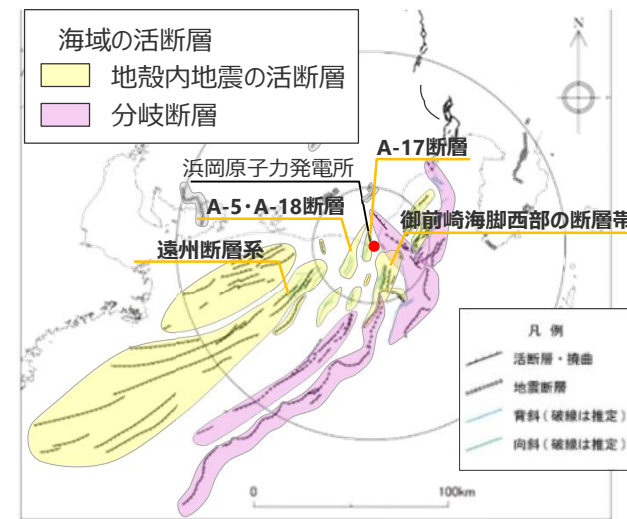 海域の活断層
地殻内地震の活断層
分岐断層
N
A-17断層
浜岡原子力発電所
A-5・A-18断層
御前崎海脚西部の断層帯
遠州断層系
凡 例
活断層・撓曲
地震断層
背斜(破線は推定)
向斜(破線は推定)
0 100km